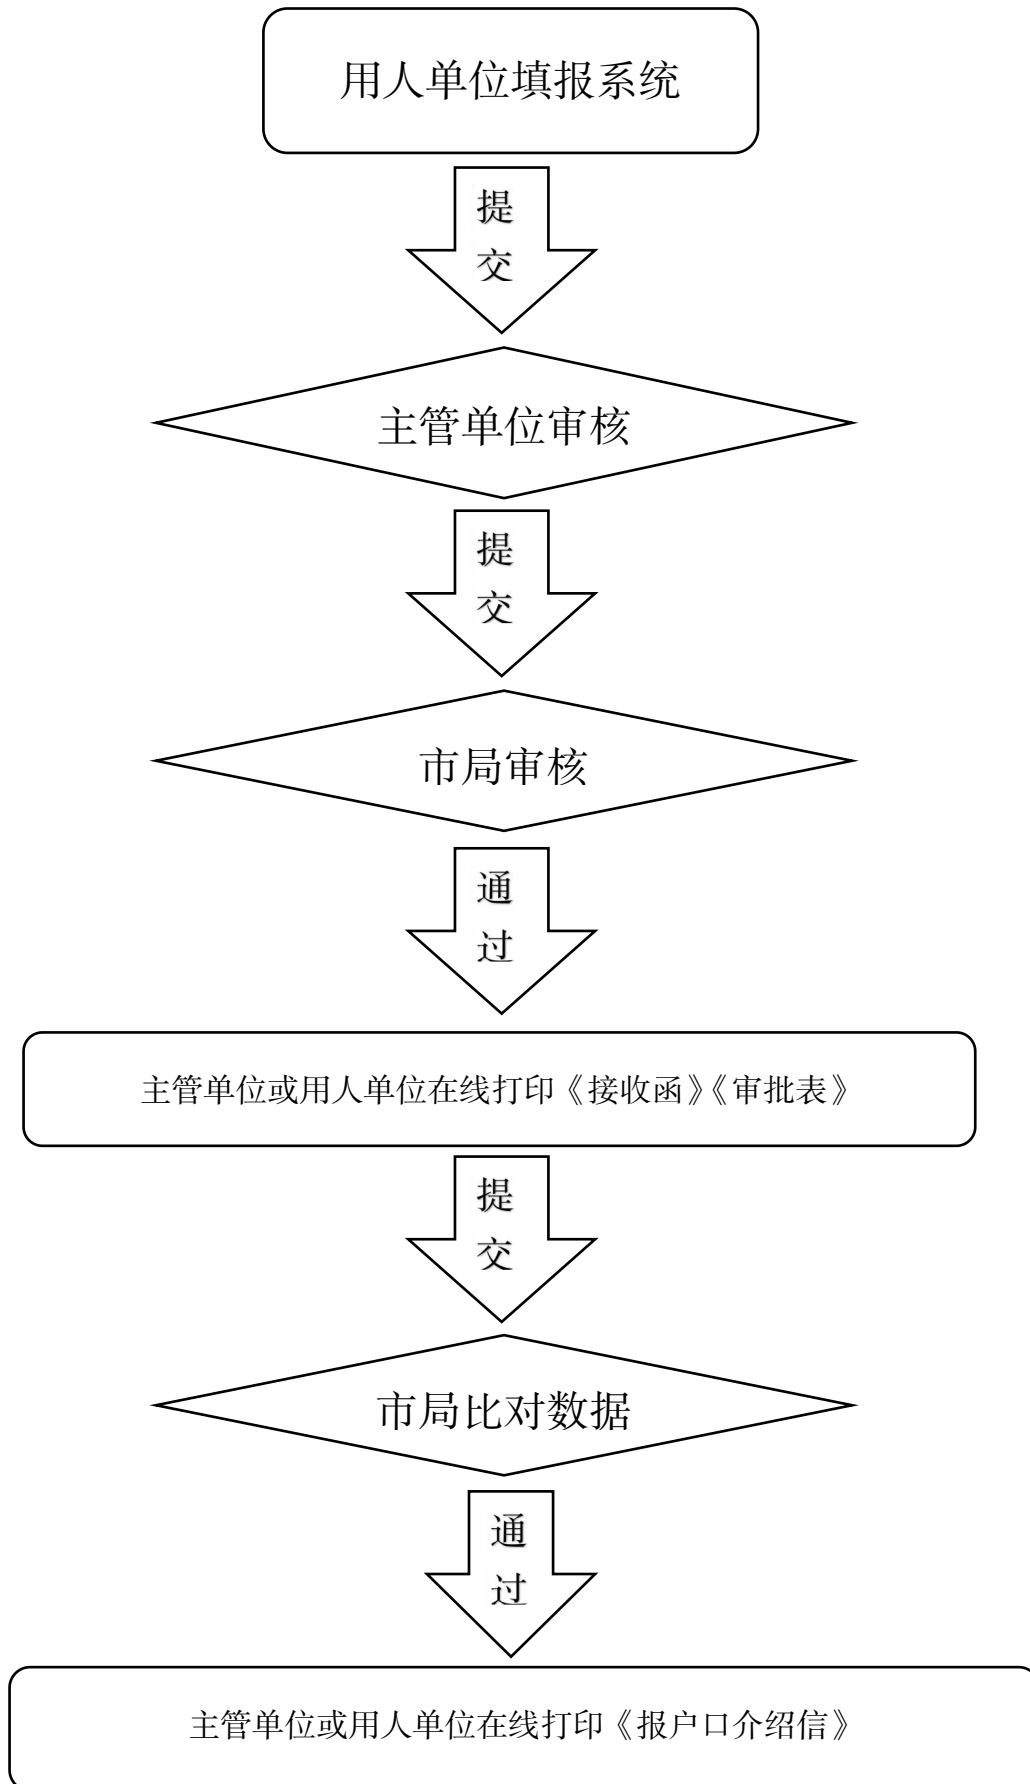 用人单位填报系统
提
交
主管单位审核
提
交
市局审核
通
过
主管单位或用人单位在线打印《接收函》《审批表》
提
交
市局比对数据
通
过
主管单位或用人单位在线打印《报户口介绍信》